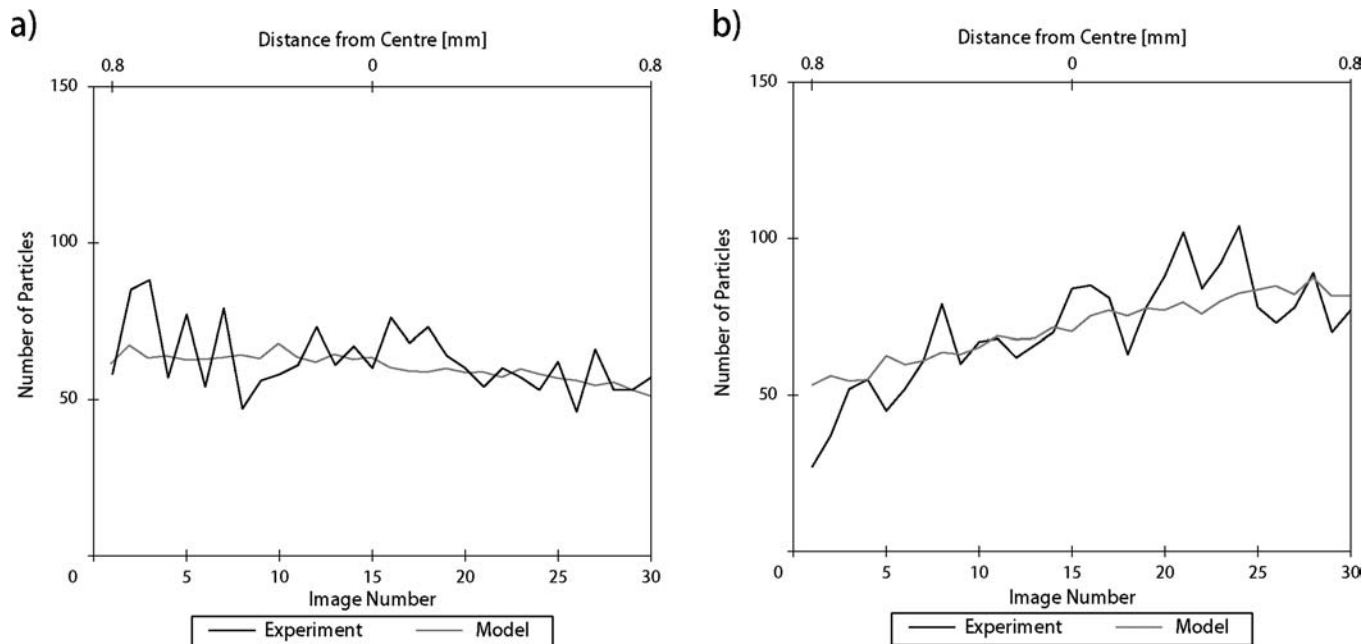 a)
Distance from Centre [mm]
0.8 0 0.8
150
100
50
Number of Particles
0 5 10 15 20 25 30
Image Number
Experiment Model
b)
Distance from Centre [mm]
0.8 0 0.8
150
100
50
Number of Particles
0 5 10 15 20 25 30
Image Number
Experiment Model